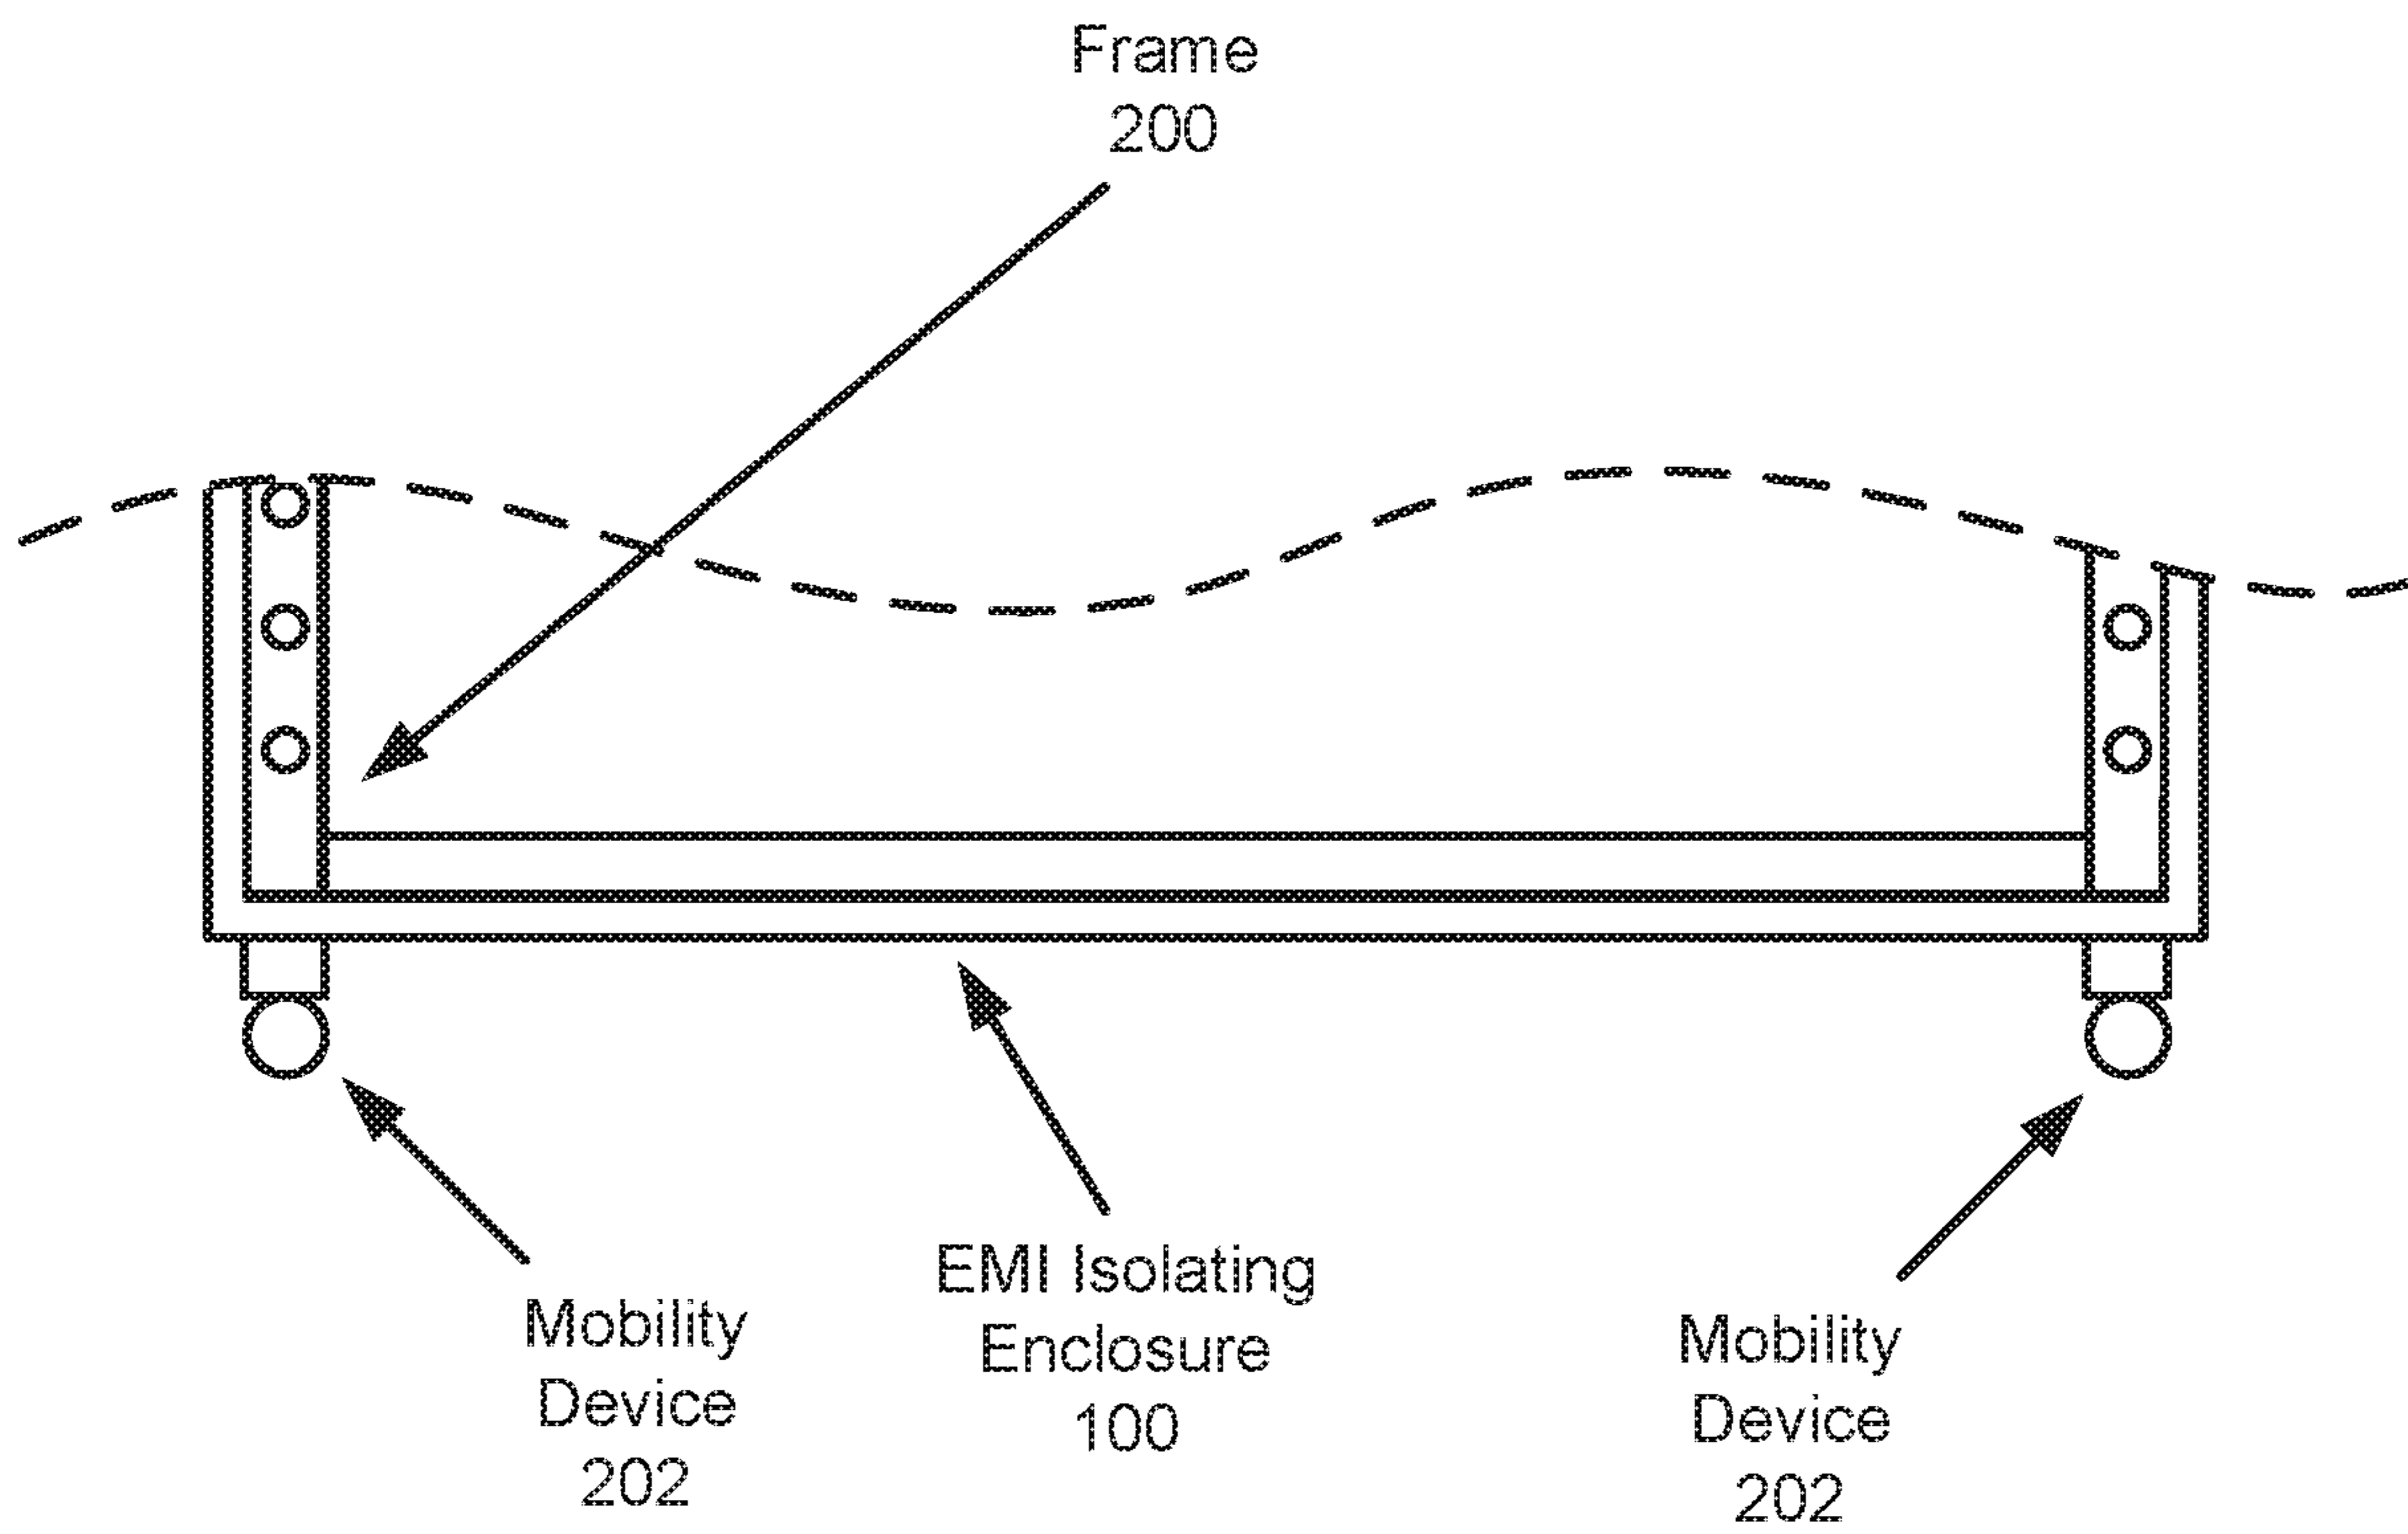 Frame
200
Mobility
Device
202
EMI Isolating
Enclosure
100
Mobility
Device
202